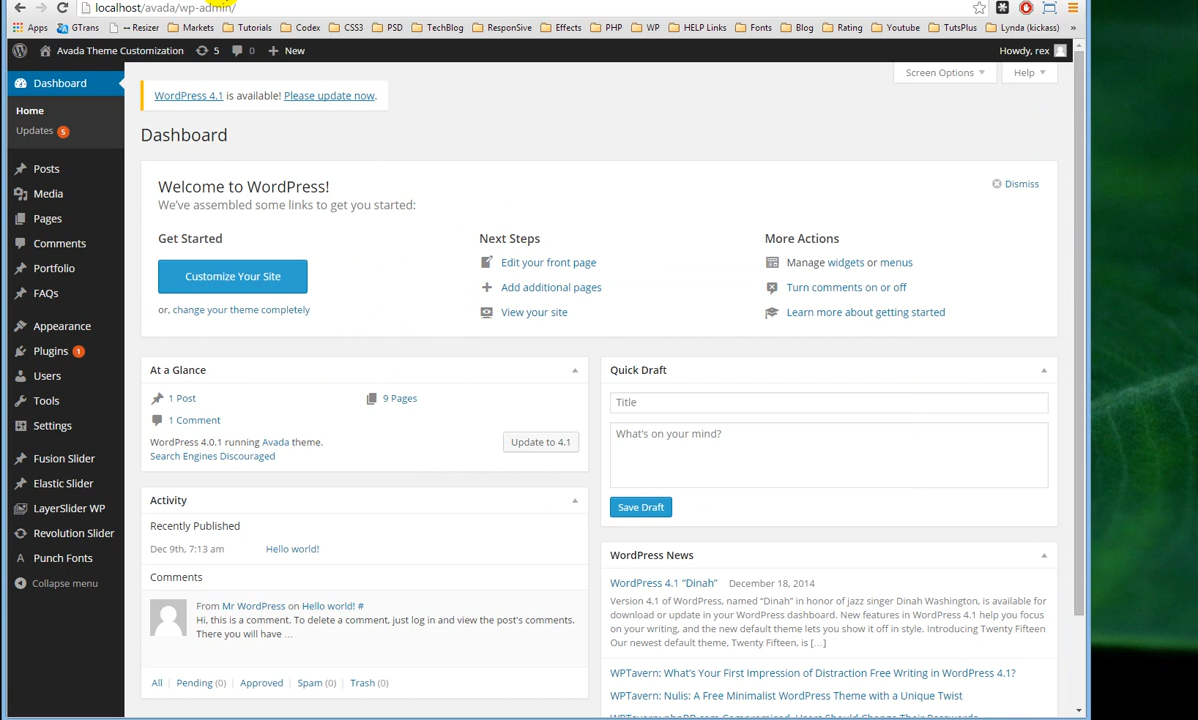 localhost/avada/wp-admin/
Apps GTrans ↔ Resizer Markets Tutorials Codex CSS3 PSD TechBlog ResponSive Effects PHP WP HELP Links Fonts Blog Rating Youtube TutsPlus Lynda (kickass) »
Avada Theme Customization 5 0 + New Howdy, rex
Dashboard
Home
Updates 5
Posts
Media
Pages
Comments
Portfolio
FAQs
Appearance
Plugins 1
Users
Tools
Settings
Fusion Slider
Elastic Slider
LayerSlider WP
Revolution Slider
Punch Fonts
Collapse menu
Screen Options Help
WordPress 4.1 is available! Please update now.
Dashboard
Welcome to WordPress!
Dismiss
We've assembled some links to get you started:
Get Started
Customize Your Site
or, change your theme completely
Next Steps
Edit your front page
Add additional pages
View your site
More Actions
Manage widgets or menus
Turn comments on or off
Learn more about getting started
At a Glance
1 Post 9 Pages
1 Comment
WordPress 4.0.1 running Avada theme. Update to 4.1
Search Engines Discouraged
Activity
Recently Published
Dec 9th, 7:13 am Hello world!
Comments
From Mr WordPress on Hello world! #
Hi, this is a comment. To delete a comment, just log in and view the post's comments.
There you will have …
All | Pending (0) | Approved | Spam (0) | Trash (0)
Quick Draft
Title
What's on your mind?
Save Draft
WordPress News
WordPress 4.1 “Dinah” December 18, 2014
Version 4.1 of WordPress, named “Dinah” in honor of jazz singer Dinah Washington, is available for
download or update in your WordPress dashboard. New features in WordPress 4.1 help you focus
on your writing, and the new default theme lets you show it off in style. Introducing Twenty Fifteen
Our newest default theme, Twenty Fifteen, is […]
WPTavern: What's Your First Impression of Distraction Free Writing in WordPress 4.1?
WPTavern: Nulis: A Free Minimalist WordPress Theme with a Unique Twist
WPTavern: phpBB.com Compromised, Users Should Change Their Passwords